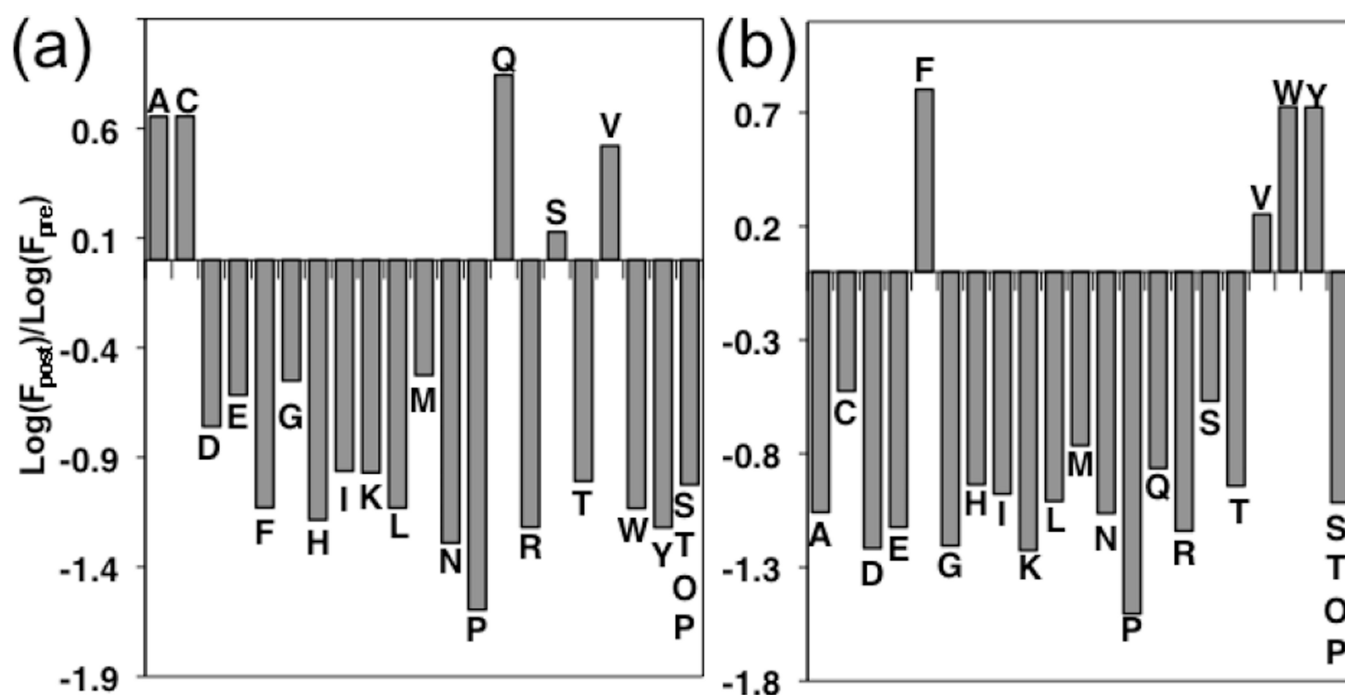 (a)
Log(Fpost)/Log(Fpre)
0.6
0.1
-0.4
-0.9
-1.4
-1.9
A
C
D
E
F
G
H
I
K
L
M
N
P
Q
R
S
T
V
W
Y
S
T
O
P
(b)
0.7
0.2
-0.3
-0.8
-1.3
-1.8
A
C
D
E
F
G
H
I
K
L
M
N
P
Q
R
S
T
V
W
Y
S
T
O
P